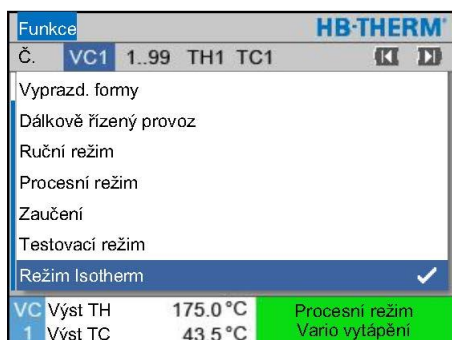 Funkce HB-THERM®
Č. VC1 1..99 TH1 TC1
Vyprazd. formy
Dálkově řízený provoz
Ruční režim
Procesní režim
Zaučení
Testovací režim
Režim Isotherm
VC Výst TH 175.0 °C Procesní režim
1 Výst TC 43.5 °C Vario vytápění